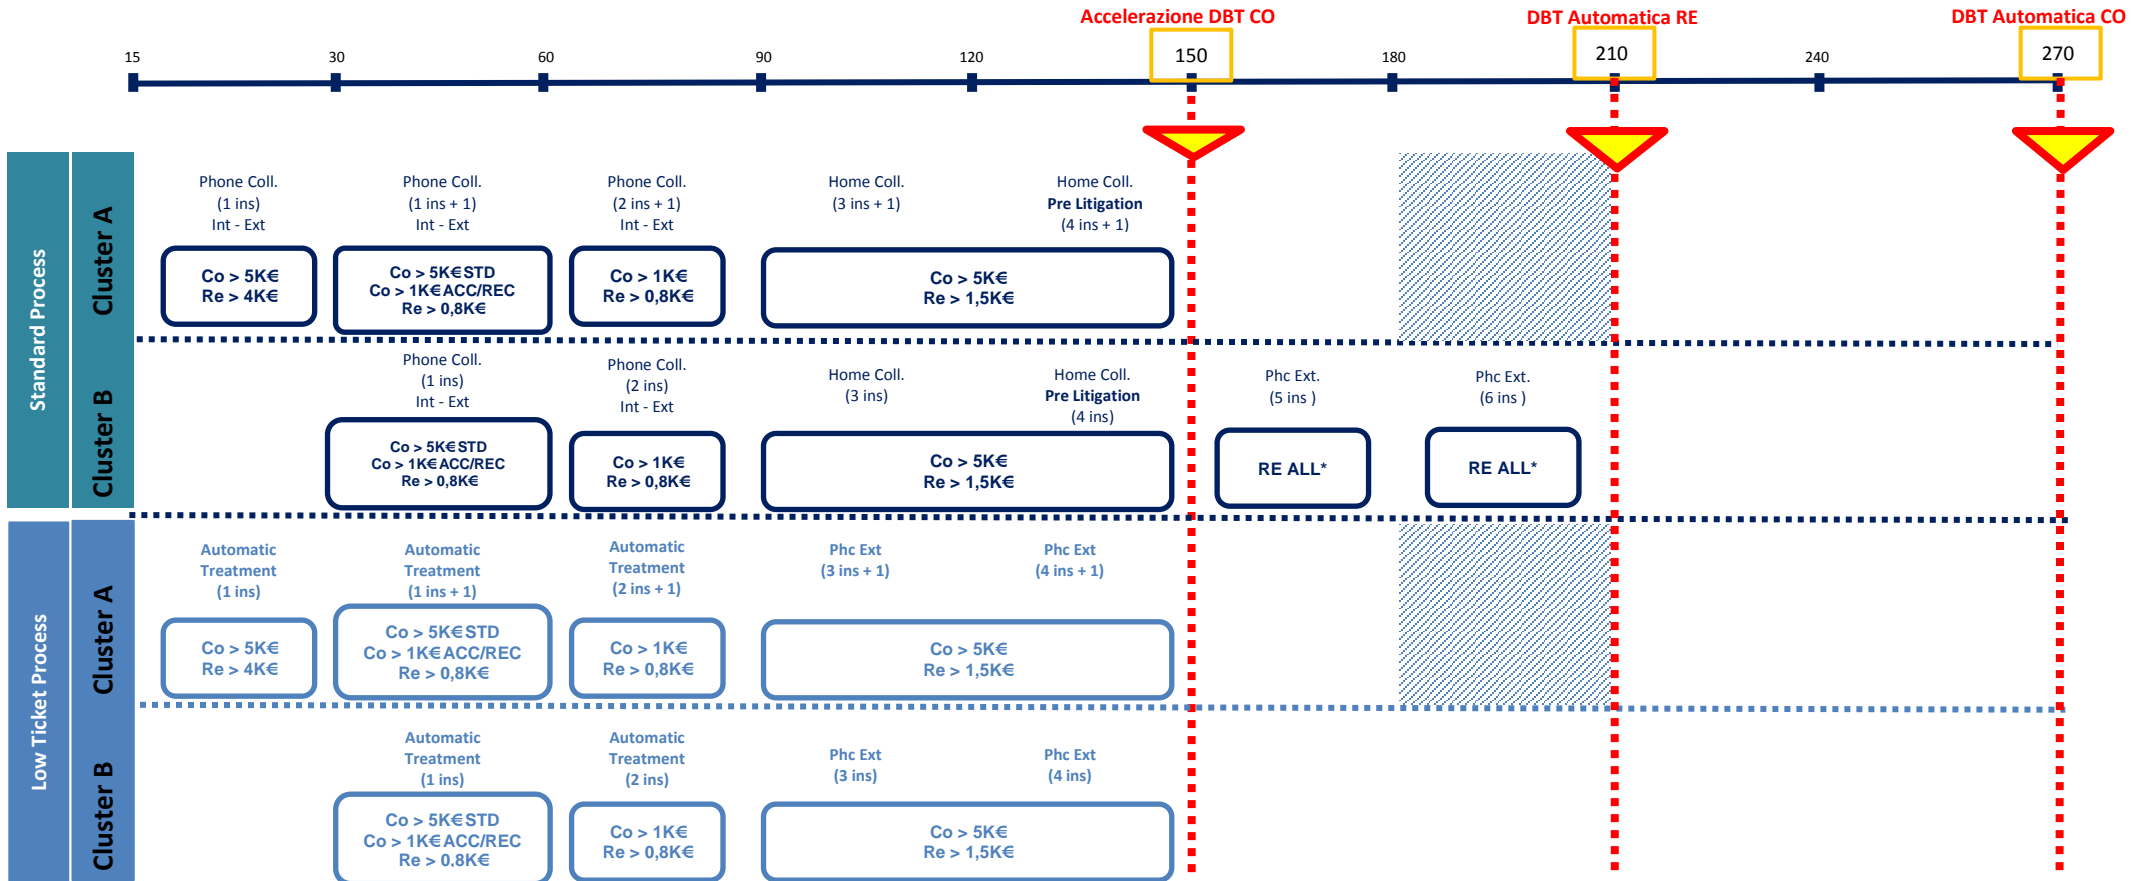 Accelerazione DBT CO
DBT Automatica RE
DBT Automatica CO
15
30
60
90
120
150
180
210
240
270
Standard Process
Cluster A
Phone Coll.
(1 ins)
Int - Ext
Phone Coll.
(1 ins + 1)
Int - Ext
Phone Coll.
(2 ins + 1)
Int - Ext
Home Coll.
(3 ins + 1)
Home Coll.
Pre Litigation
(4 ins + 1)
Co > 5K€
Re > 4K€
Co > 5K€STD
Co > 1K€ACC/REC
Re > 0,8K€
Co > 1K€
Re > 0,8K€
Co > 5K€
Re > 1,5K€
Cluster B
Phone Coll.
(1 ins)
Int - Ext
Phone Coll.
(2 ins)
Int - Ext
Home Coll.
(3 ins)
Home Coll.
Pre Litigation
(4 ins)
Phc Ext.
(5 ins )
Phc Ext.
(6 ins )
Co > 5K€STD
Co > 1K€ACC/REC
Re > 0,8K€
Co > 1K€
Re > 0,8K€
Co > 5K€
Re > 1,5K€
RE ALL*
RE ALL*
Low Ticket Process
Cluster A
Automatic
Treatment
(1 ins)
Automatic
Treatment
(1 ins + 1)
Automatic
Treatment
(2 ins + 1)
Phc Ext
(3 ins + 1)
Phc Ext
(4 ins + 1)
Co > 5K€
Re > 4K€
Co > 5K€STD
Co > 1K€ACC/REC
Re > 0,8K€
Co > 1K€
Re > 0,8K€
Co > 5K€
Re > 1,5K€
Cluster B
Automatic
Treatment
(1 ins)
Automatic
Treatment
(2 ins)
Phc Ext
(3 ins)
Phc Ext
(4 ins)
Co > 5K€STD
Co > 1K€ACC/REC
Re > 0,8K€
Co > 1K€
Re > 0,8K€
Co > 5K€
Re > 1,5K€